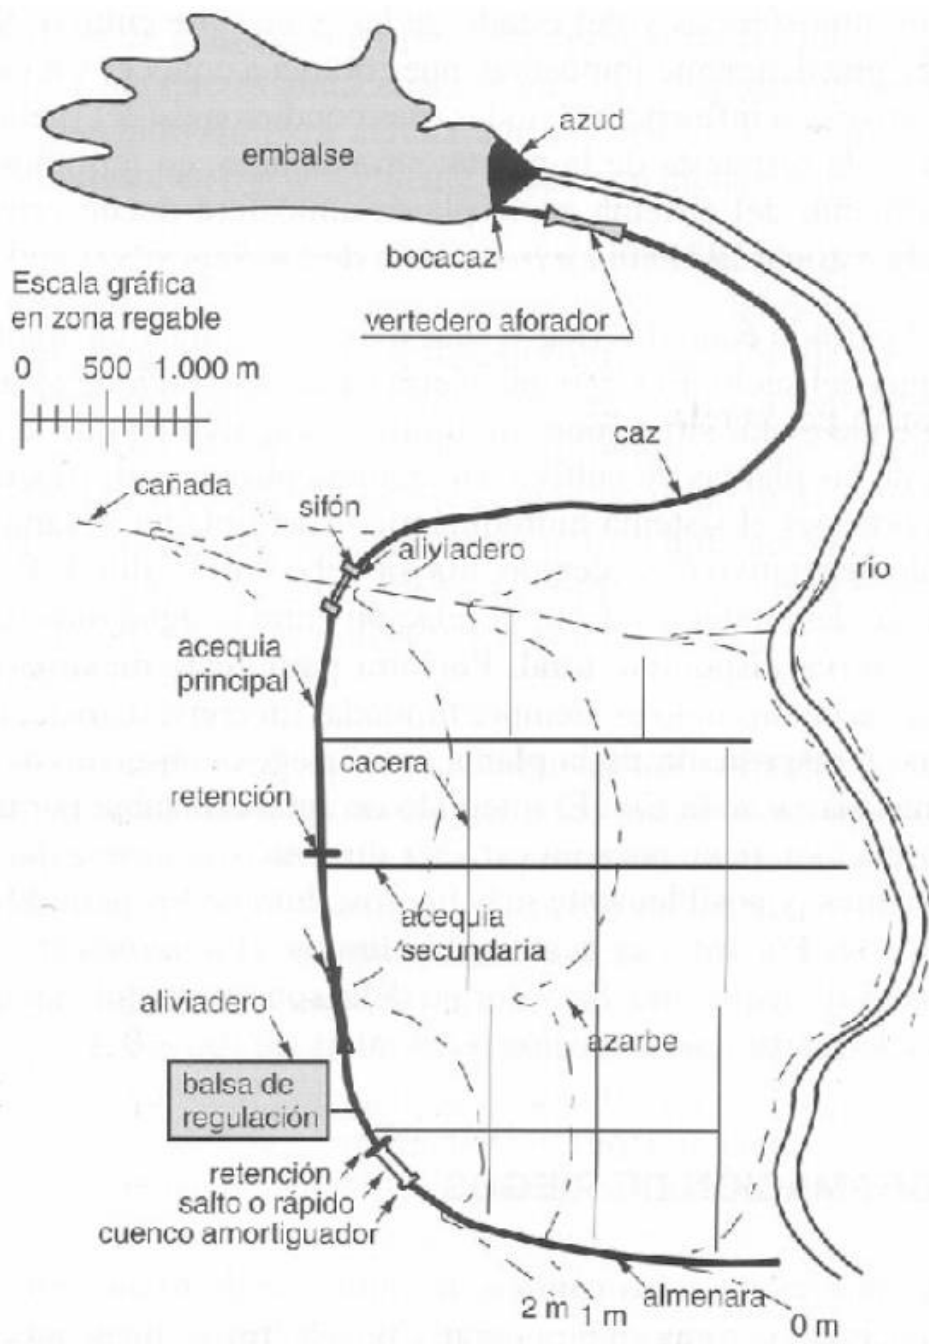 azud
embalse
bocacaz
Escala gráfica
en zona regable
vertedero aforador
0 500 1.000 m
caz
cañada
sifón
aliviadero
río
acequia
principal
cacera
retención
acequia
secundaria
aliviadero
azarbe
balsa de
regulación
retención
salto o rápido
cuenco amortiguador
almenara
2 m 1 m
0 m